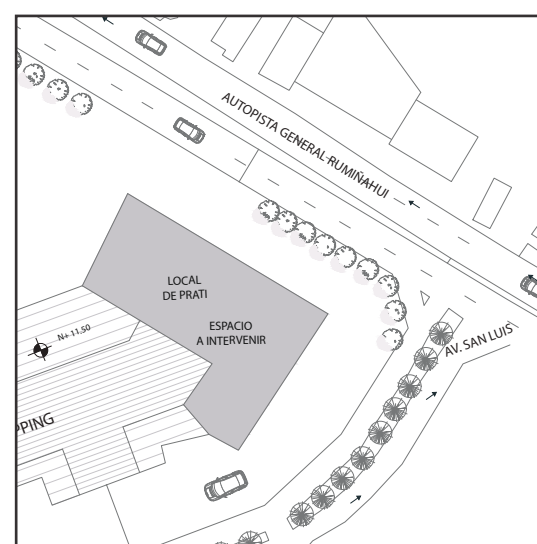 AUTOPISTA GENERAL RUMIÑAHUI
LOCAL
DE PRATI
ESPACIO
A INTERVENIR
N+ 11,50
AV. SAN LUIS
PPING